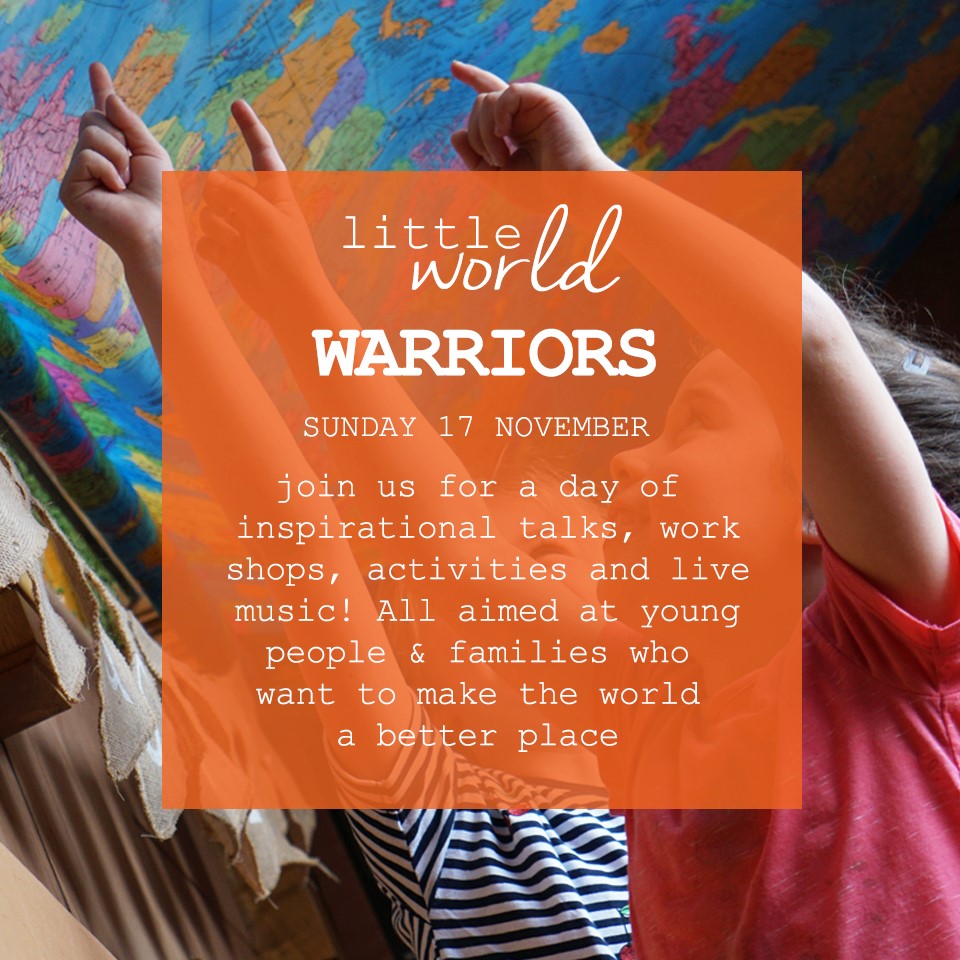 little
world
WARRIORS
SUNDAY 17 NOVEMBER
join us for a day of
inspirational talks, work
shops, activities and live
music! All aimed at young
people & families who
want to make the world
a better place